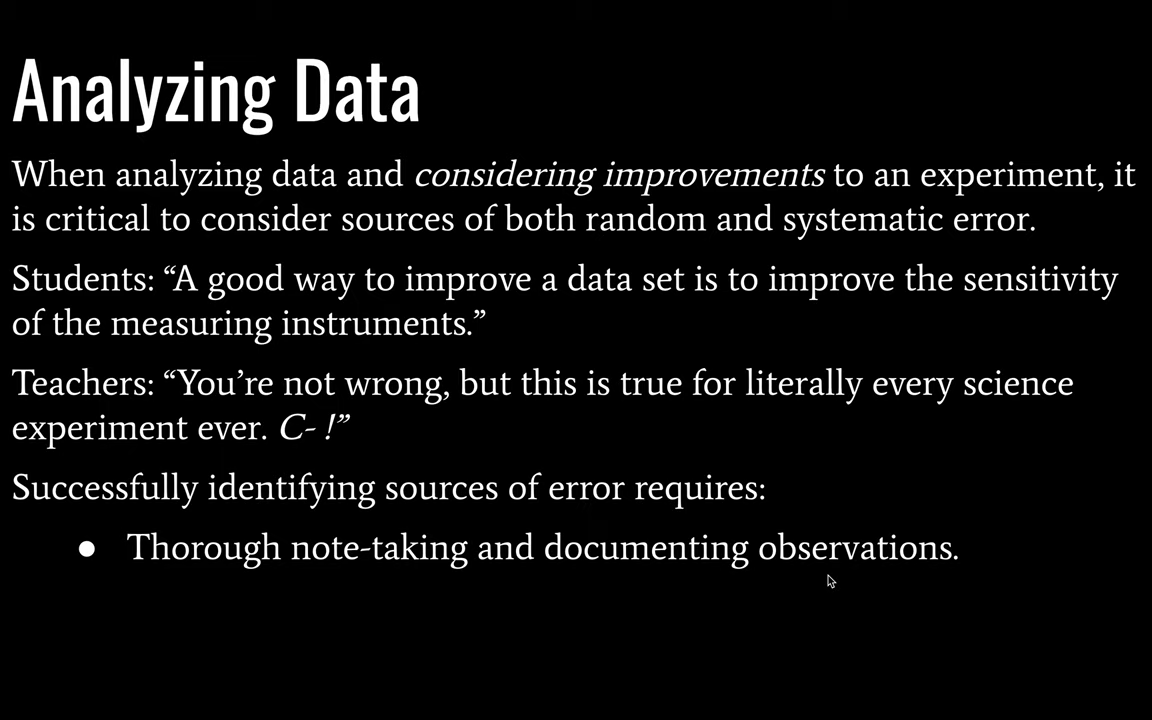 Analyzing Data
When analyzing data and considering improvements to an experiment, it
is critical to consider sources of both random and systematic error.
Students: “A good way to improve a data set is to improve the sensitivity
of the measuring instruments.”
Teachers: “You’re not wrong, but this is true for literally every science
experiment ever. C- !”
Successfully identifying sources of error requires:
● Thorough note-taking and documenting observations.